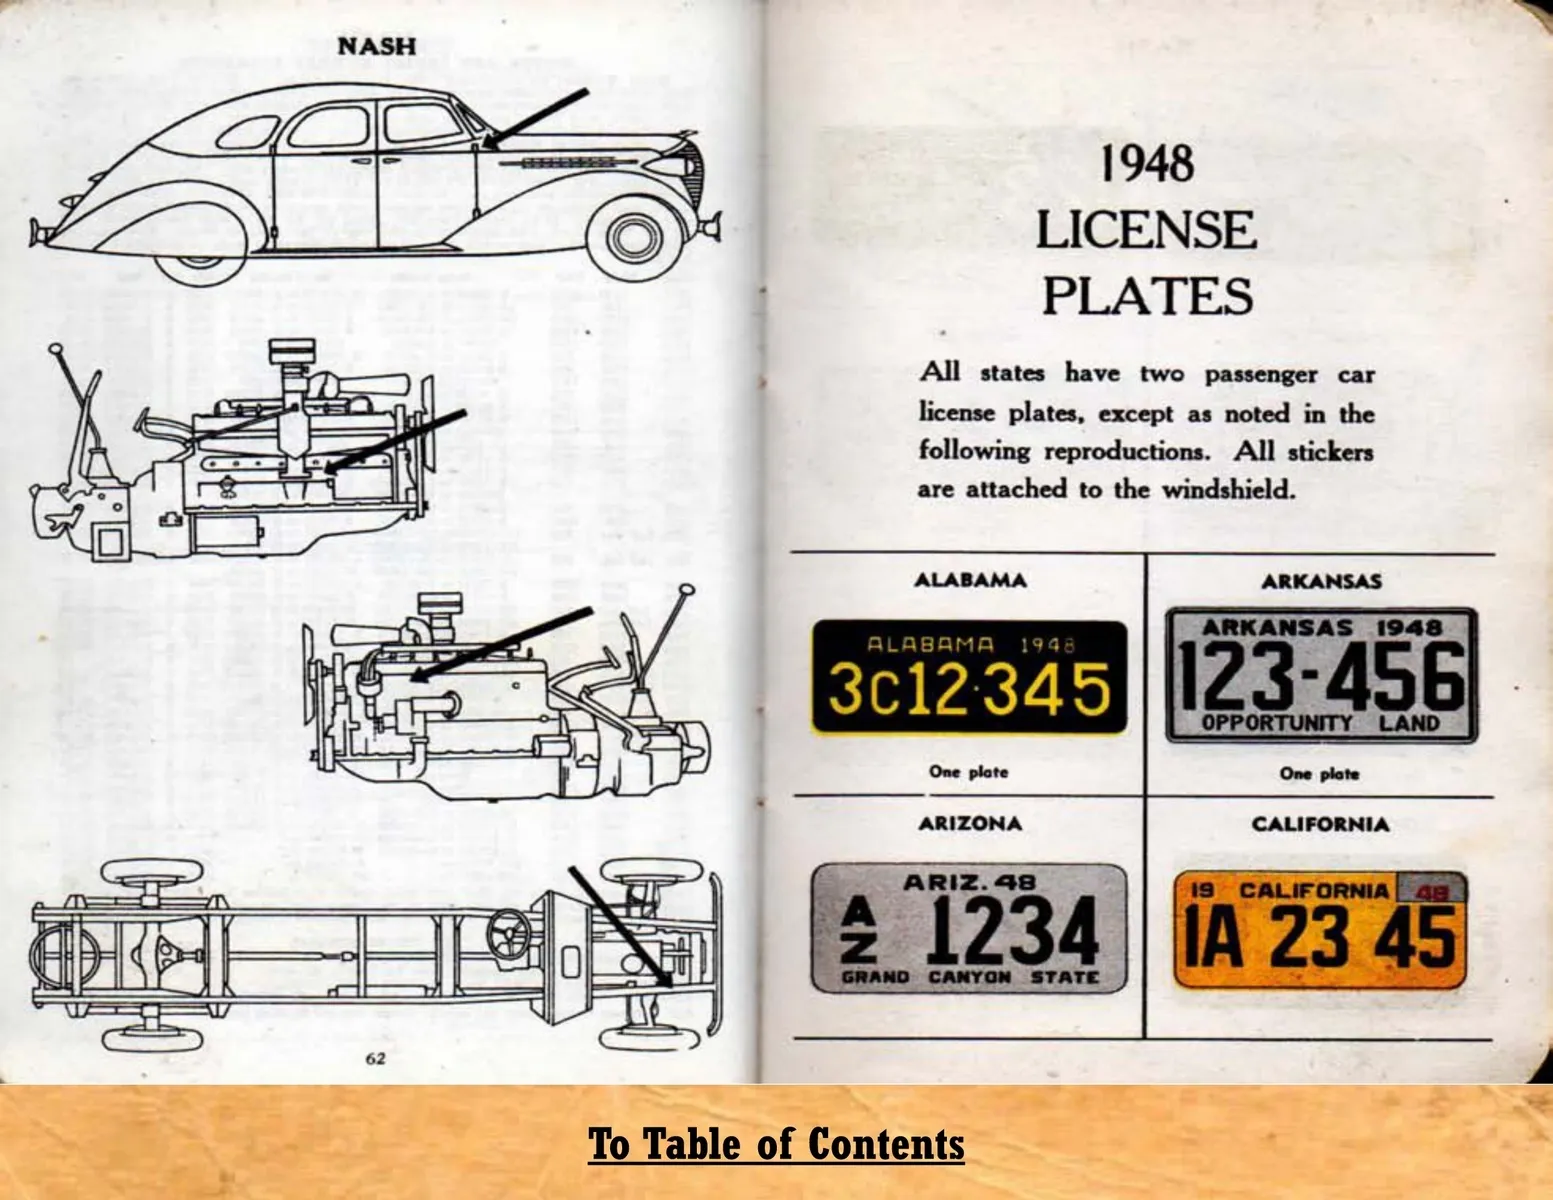 NASH
62
1948
LICENSE
PLATES
All states have two passenger car
license plates, except as noted in the
following reproductions. All stickers
are attached to the windshield.
ALABAMA
ALABAMA 1948
3C12·345
One plate
ARKANSAS
ARKANSAS 1948
123-456
OPPORTUNITY LAND
One plate
ARIZONA
ARIZ. 48
A
Z
1234
GRAND CANYON STATE
CALIFORNIA
19 CALIFORNIA 48
1A 23 45
To Table of Contents